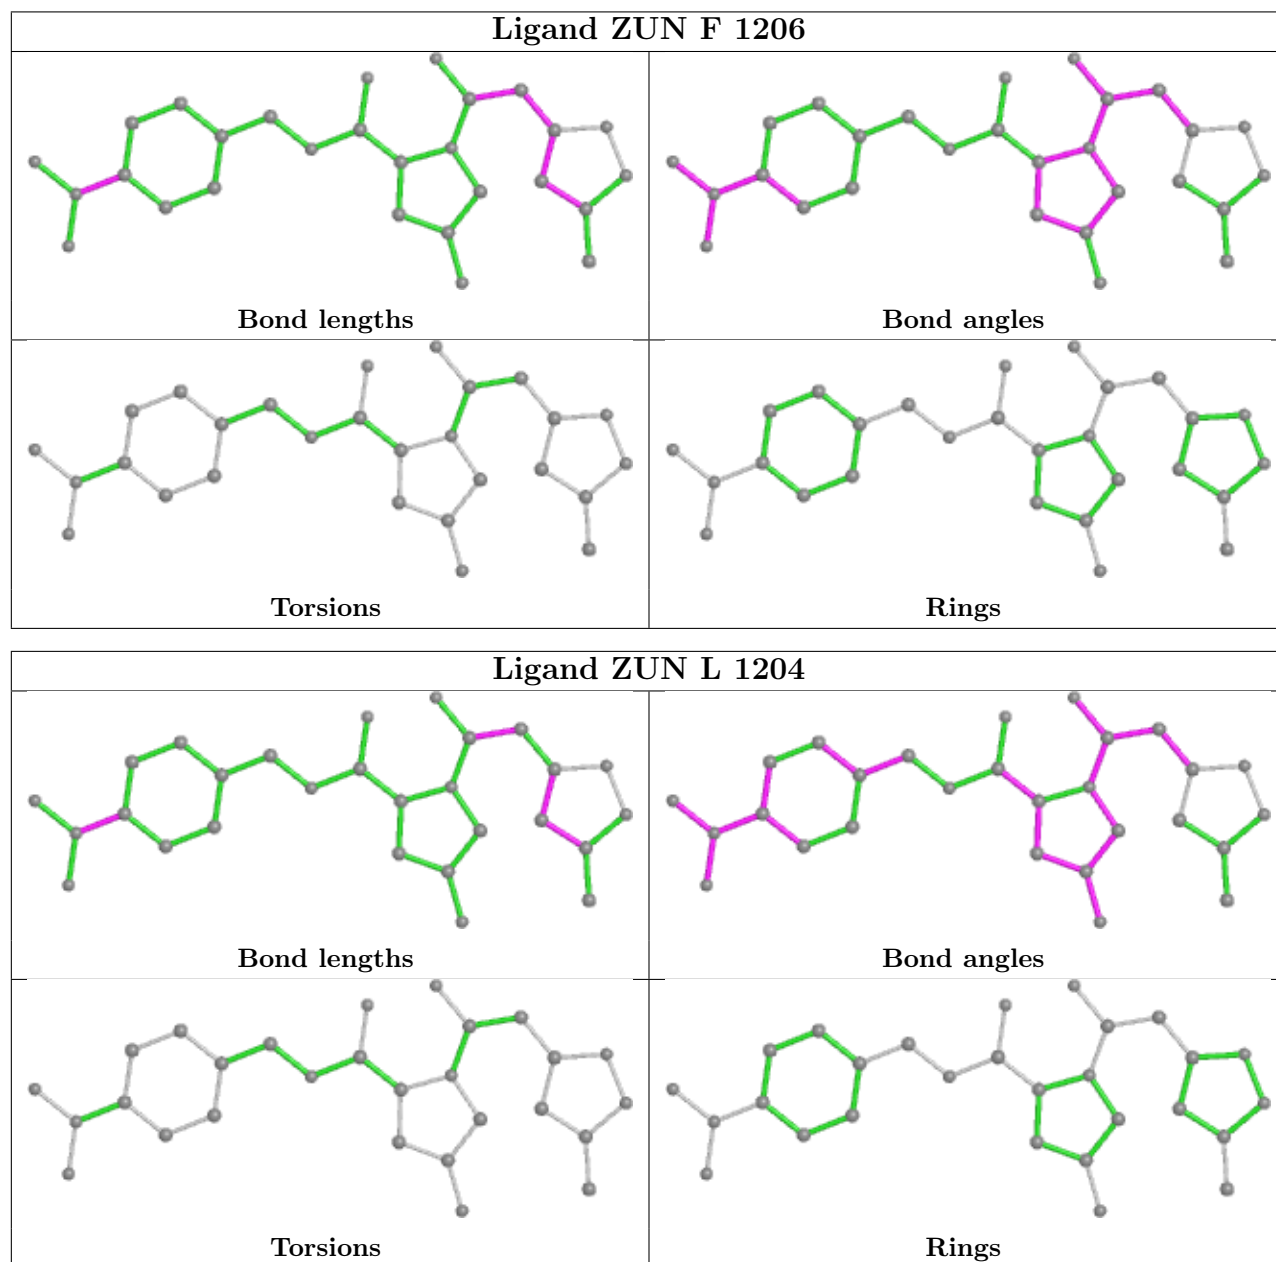 Ligand ZUN F 1206
Bond lengths
Bond angles
Torsions
Rings
Ligand ZUN L 1204
Bond lengths
Bond angles
Torsions
Rings